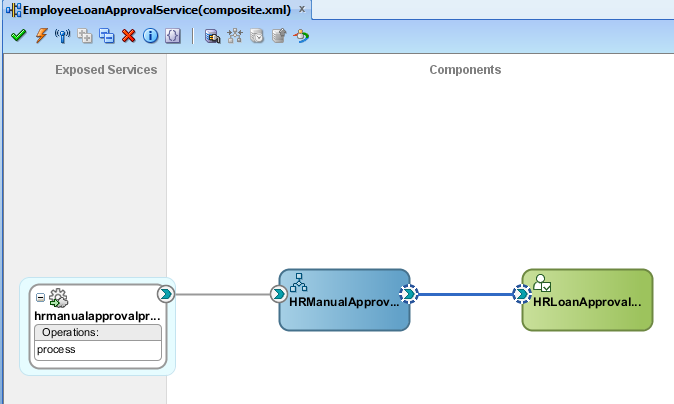 EmployeeLoanApprovalService(composite.xml) x
Exposed Services
Components
hrmanualapprovalpr...
Operations:
process
HRManualApprov...
HRLoanApproval...